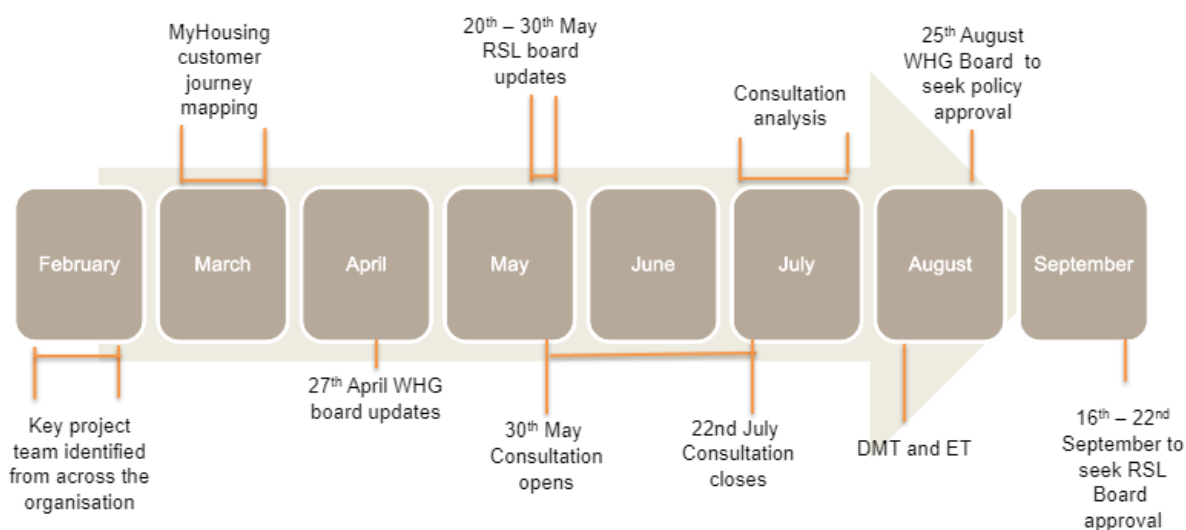 MyHousing
customer
journey
mapping
20th – 30th May
RSL board
updates
Consultation
analysis
25th August
WHG Board to
seek policy
approval
February
March
April
May
June
July
August
September
Key project
team identified
from across the
organisation
27th April WHG
board updates
30th May
Consultation
opens
22nd July
Consultation
closes
DMT and ET
16th – 22nd
September to
seek RSL
Board
approval